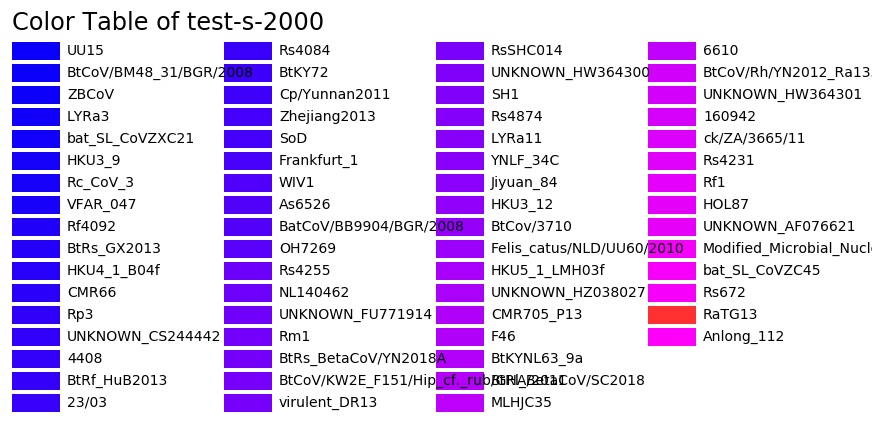 Color Table of test-s-2000
UU15
BtCoV/BM48_31/BGR/2008
ZBCoV
LYRa3
bat_SL_CoVZXC21
HKU3_9
Rc_CoV_3
VFAR_047
Rf4092
BtRs_GX2013
HKU4_1_B04f
CMR66
Rp3
UNKNOWN_CS244442
4408
BtRf_HuB2013
23/03
Rs4084
BtKY72
Cp/Yunnan2011
Zhejiang2013
SoD
Frankfurt_1
WIV1
As6526
BatCoV/BB9904/BGR/2008
OH7269
Rs4255
NL140462
UNKNOWN_FU771914
Rm1
BtRs_BetaCoV/YN2018A
BtCoV/KW2E_F151/Hip_cf._rub/GHA/2011
virulent_DR13
RsSHC014
UNKNOWN_HW364300
SH1
Rs4874
LYRa11
YNLF_34C
Jiyuan_84
HKU3_12
BtCov/3710
Felis_catus/NLD/UU60/2010
HKU5_1_LMH03f
UNKNOWN_HZ038027
CMR705_P13
F46
BtKYNL63_9a
BtRl_BetaCoV/SC2018
MLHJC35
6610
BtCoV/Rh/YN2012_Ra13
UNKNOWN_HW364301
160942
ck/ZA/3665/11
Rs4231
Rf1
HOL87
UNKNOWN_AF076621
Modified_Microbial_Nucl
bat_SL_CoVZC45
Rs672
RaTG13
Anlong_112